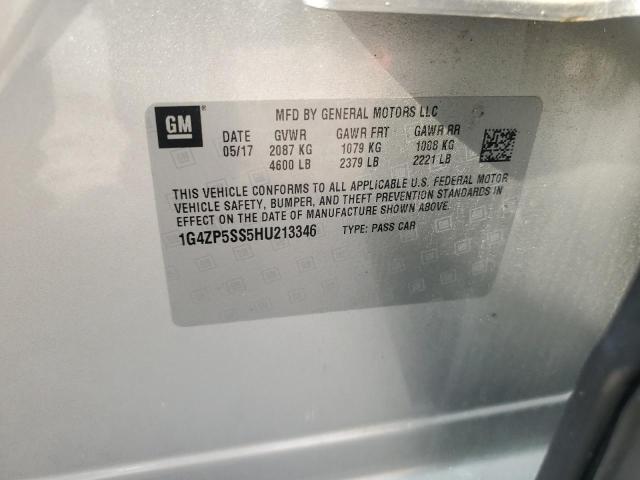 GM
MFD BY GENERAL MOTORS LLC
DATE GVWR GAWR FRT GAWR RR
05/17 2087 KG 1079 KG 1008 KG
4600 LB 2379 LB 2221 LB
THIS VEHICLE CONFORMS TO ALL APPLICABLE U.S. FEDERAL MOTOR
VEHICLE SAFETY, BUMPER, AND THEFT PREVENTION STANDARDS IN
EFFECT ON THE DATE OF MANUFACTURE SHOWN ABOVE.
1G4ZP5SS5HU213346 TYPE: PASS CAR